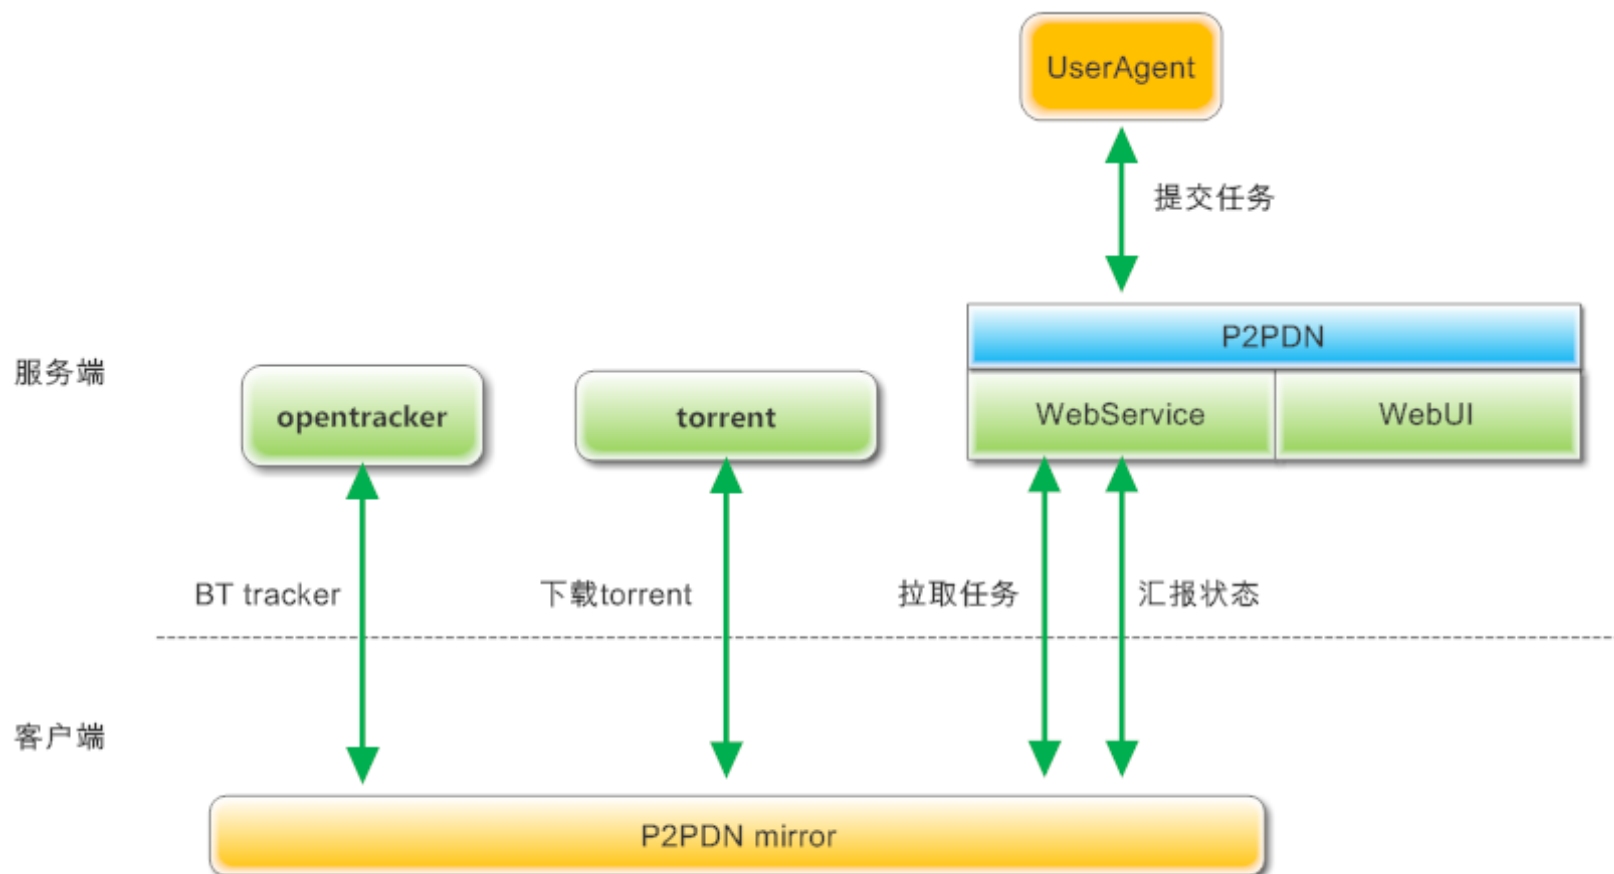 UserAgent
提交任务
P2PDN
服务端
opentracker
torrent
WebService
WebUI
BT tracker
下载torrent
拉取任务
汇报状态
客户端
P2PDN mirror